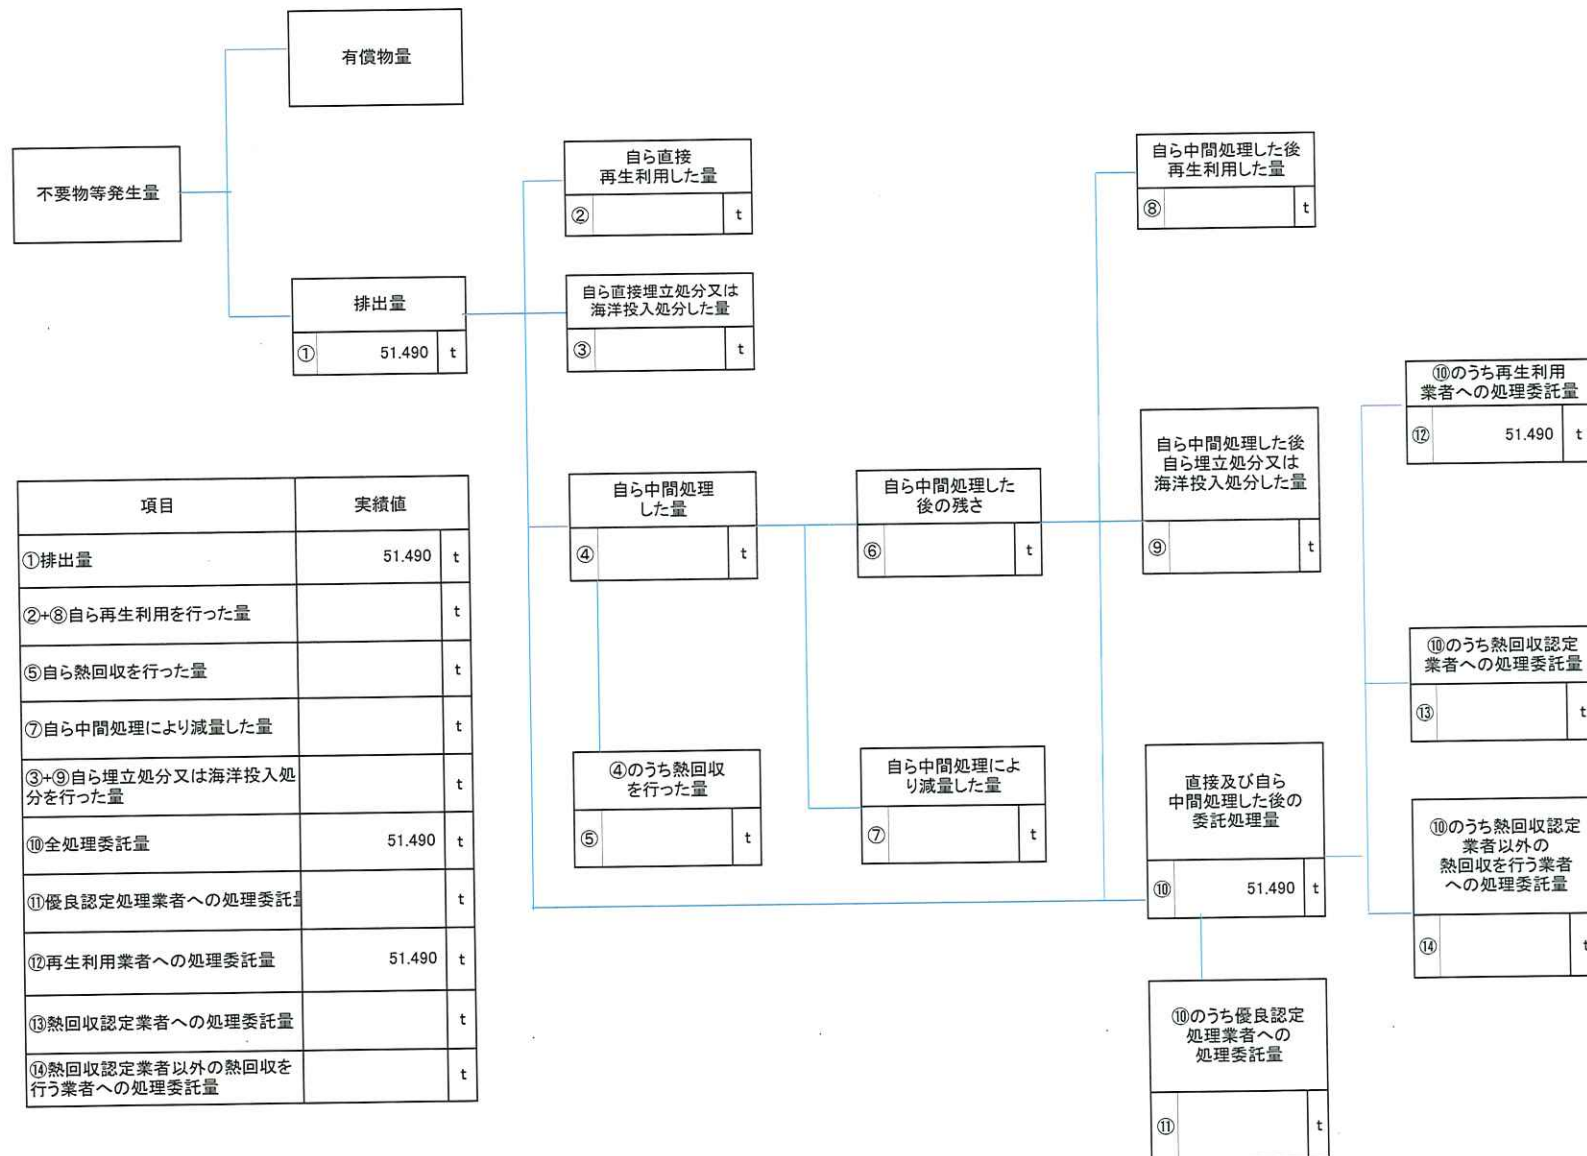 有償物量
不要物等発生量
自ら直接
再生利用した量
② t
自ら中間処理した後
再生利用した量
⑧ t
排出量
① 51.490 t
自ら直接埋立処分又は
海洋投入処分した量
③ t
⑩のうち再生利用
業者への処理委託量
⑫ 51.490 t
自ら中間処理した後
自ら埋立処分又は
海洋投入処分した量
⑨ t
自ら中間処理
した量
④ t
自ら中間処理した
後の残さ
⑥ t
⑩のうち熱回収認定
業者への処理委託量
⑬ t
④のうち熱回収
を行った量
⑤ t
自ら中間処理によ
り減量した量
⑦ t
直接及び自ら
中間処理した後の
委託処理量
⑩ 51.490 t
⑩のうち熱回収認定
業者以外の
熱回収を行う業者
への処理委託量
⑭ t
⑩のうち優良認定
処理業者への
処理委託量
⑪ t
項目 実績値
①排出量 51.490 t
②+⑧自ら再生利用を行った量 t
⑤自ら熱回収を行った量 t
⑦自ら中間処理により減量した量 t
③+⑨自ら埋立処分又は海洋投入処
分を行った量 t
⑩全処理委託量 51.490 t
⑪優良認定処理業者への処理委託 t
⑫再生利用業者への処理委託量 51.490 t
⑬熱回収認定業者への処理委託量 t
⑭熱回収認定業者以外の熱回収を
行う業者への処理委託量 t